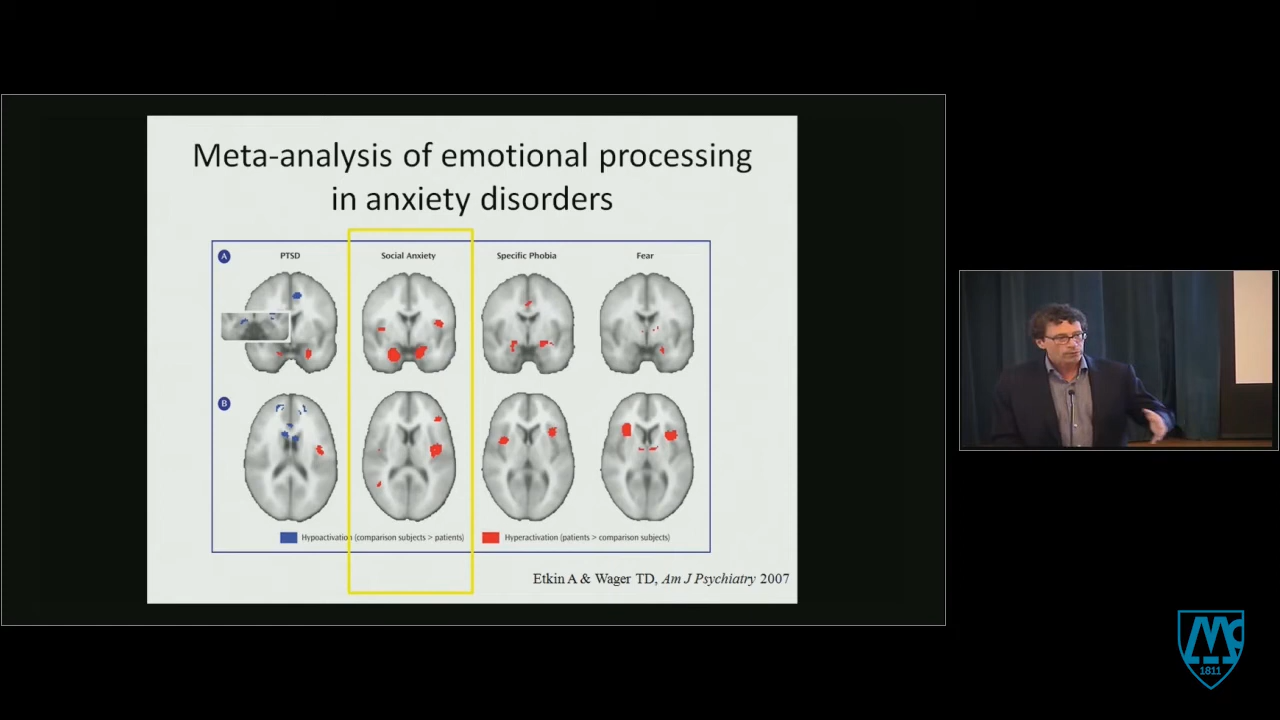 Meta-analysis of emotional processing
in anxiety disorders
A
PTSD
Social Anxiety
Specific Phobia
Fear
B
Hypoactivation (comparison subjects > patients)
Hyperactivation (patients > comparison subjects)
Etkin A & Wager TD, Am J Psychiatry 2007
Mc
1811